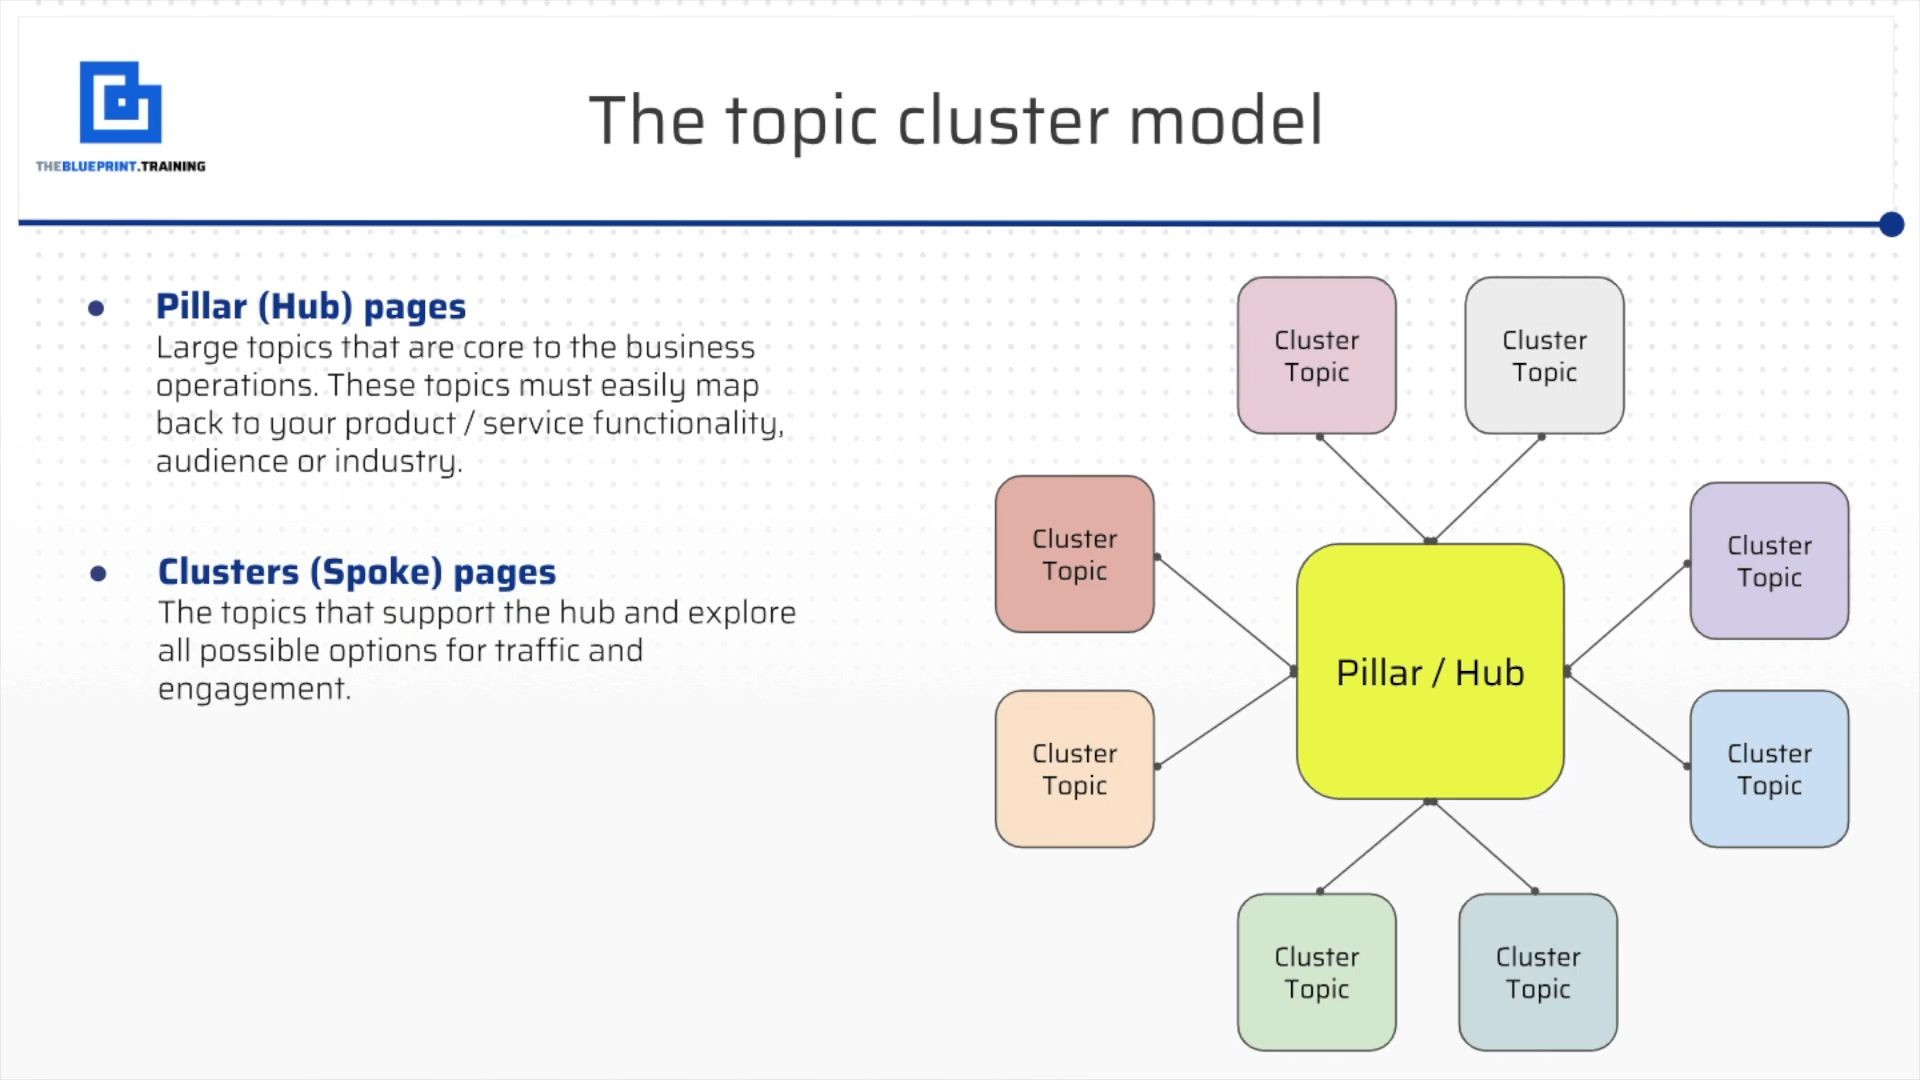 The topic cluster model
THEBLUEPRINT.TRAINING
Pillar (Hub) pages
Large topics that are core to the business
operations. These topics must easily map
back to your product / service functionality,
audience or industry.
Clusters (Spoke) pages
The topics that support the hub and explore
all possible options for traffic and
engagement.
Cluster
Topic
Cluster
Topic
Cluster
Topic
Cluster
Topic
Pillar / Hub
Cluster
Topic
Cluster
Topic
Cluster
Topic
Cluster
Topic